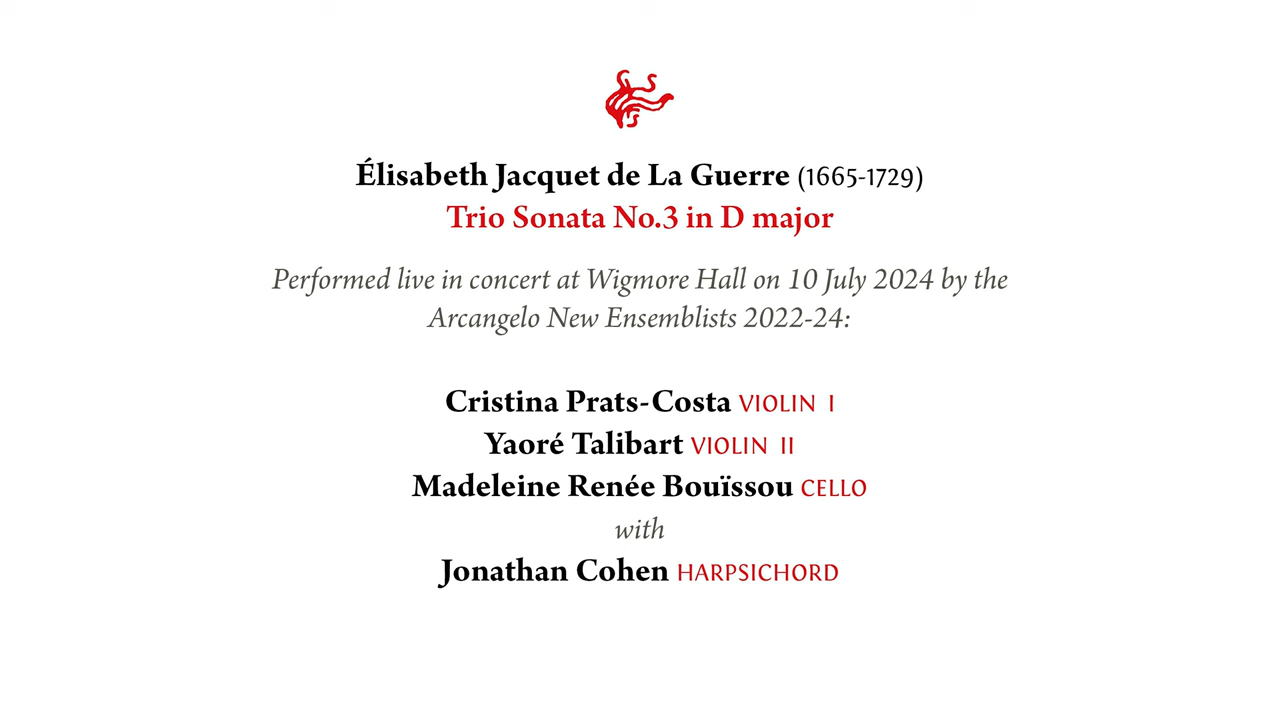 Élisabeth Jacquet de La Guerre (1665-1729)
Trio Sonata No.3 in D major
Performed live in concert at Wigmore Hall on 10 July 2024 by the
Arcangelo New Ensemblists 2022-24:
Cristina Prats-Costa VIOLIN I
Yaoré Talibart VIOLIN II
Madeleine Renée Bouïssou CELLO
with
Jonathan Cohen HARPSICHORD